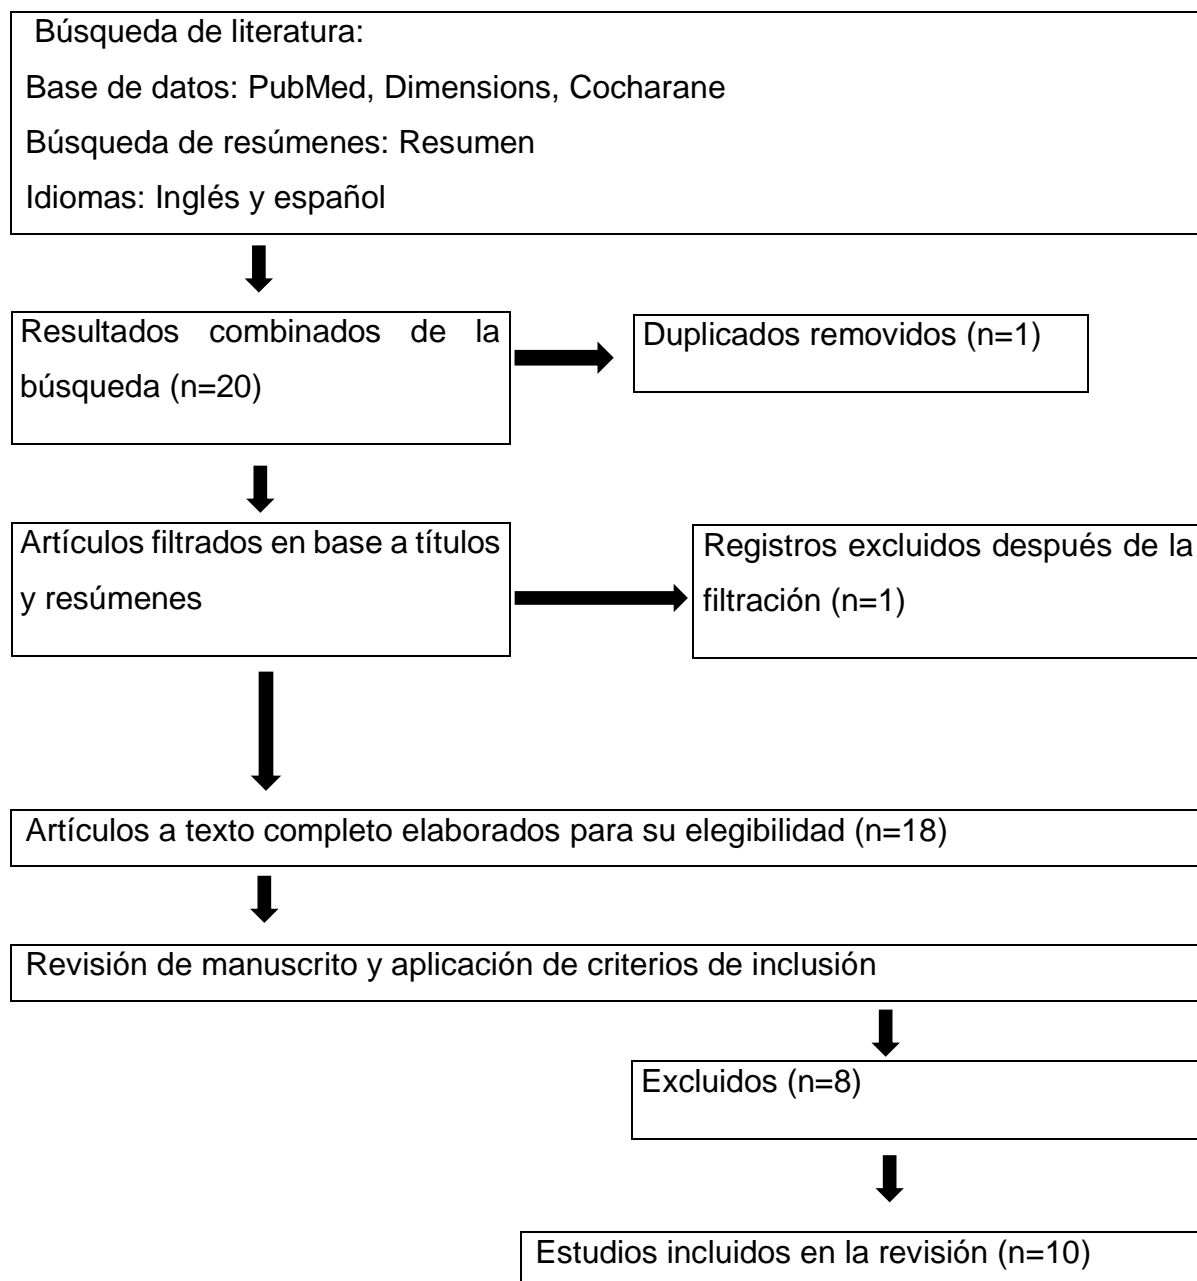 Búsqueda de literatura:
Base de datos: PubMed, Dimensions, Cocharane
Búsqueda de resúmenes: Resumen
Idiomas: Inglés y español
Resultados combinados de la
búsqueda (n=20)
Duplicados removidos (n=1)
Artículos filtrados en base a títulos
y resúmenes
Registros excluidos después de la
filtración (n=1)
Artículos a texto completo elaborados para su elegibilidad (n=18)
Revisión de manuscrito y aplicación de criterios de inclusión
Excluidos (n=8)
Estudios incluidos en la revisión (n=10)